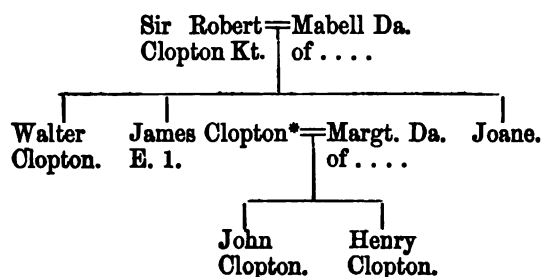 Sir Robert=Mabell Da.
Clopton Kt. of . . . .
Walter James Clopton*=Margt. Da. Joane.
Clopton. E. 1. of . . . .
John Henry
Clopton. Clopton.